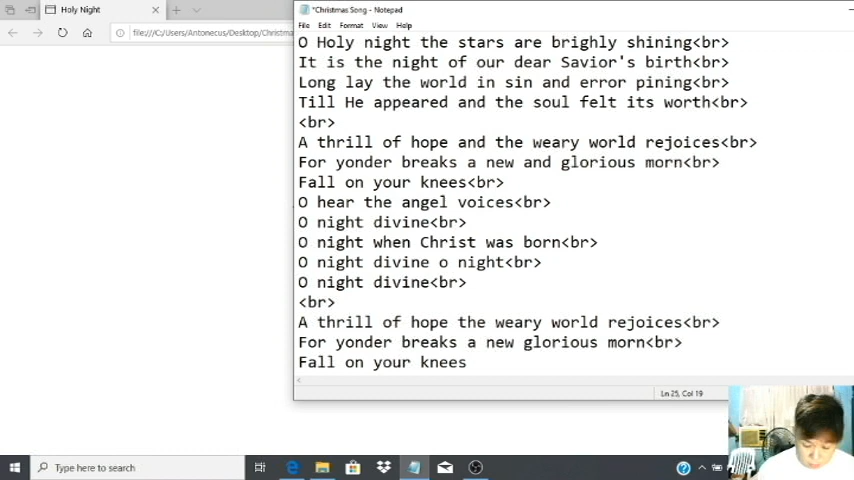 Holy Night
file:///C:/Users/Antonecus/Desktop/Christma
*Christmas Song - Notepad
File Edit Format View Help
O Holy night the stars are brighly shining<br>
It is the night of our dear Savior's birth<br>
Long lay the world in sin and error pining<br>
Till He appeared and the soul felt its worth<br>
<br>
A thrill of hope and the weary world rejoices<br>
For yonder breaks a new and glorious morn<br>
Fall on your knees<br>
O hear the angel voices<br>
O night divine<br>
O night when Christ was born<br>
O night divine o night<br>
O night divine<br>
<br>
A thrill of hope the weary world rejoices<br>
For yonder breaks a new glorious morn<br>
Fall on your knees
Ln 25, Col 19
Type here to search